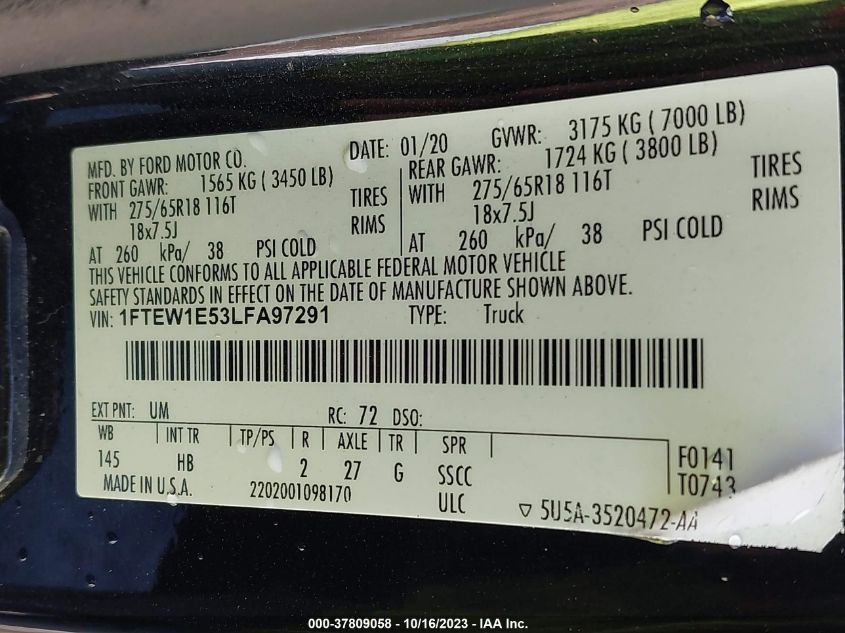 MFD. BY FORD MOTOR CO. DATE: 01/20 GVWR: 3175 KG ( 7000 LB)
FRONT GAWR: 1565 KG ( 3450 LB) REAR GAWR: 1724 KG ( 3800 LB)
WITH 275/65R18 116T TIRES WITH 275/65R18 116T TIRES
18x7.5J RIMS 18x7.5J RIMS
AT 260 kPa/ 38 PSI COLD AT 260 kPa/ 38 PSI COLD
THIS VEHICLE CONFORMS TO ALL APPLICABLE FEDERAL MOTOR VEHICLE
SAFETY STANDARDS IN EFFECT ON THE DATE OF MANUFACTURE SHOWN ABOVE.
VIN: 1FTEW1E53LFA97291 TYPE: Truck
EXT PNT: UM RC: 72 DSO:
WB INT TR TP/PS R AXLE TR SPR
145 HB 2 27 G SSCC F0141
MADE IN U.S.A. 2202001098170 ULC T0743
▽ 5U5A-3520472-AA
000-37809058 - 10/16/2023 - IAA Inc.